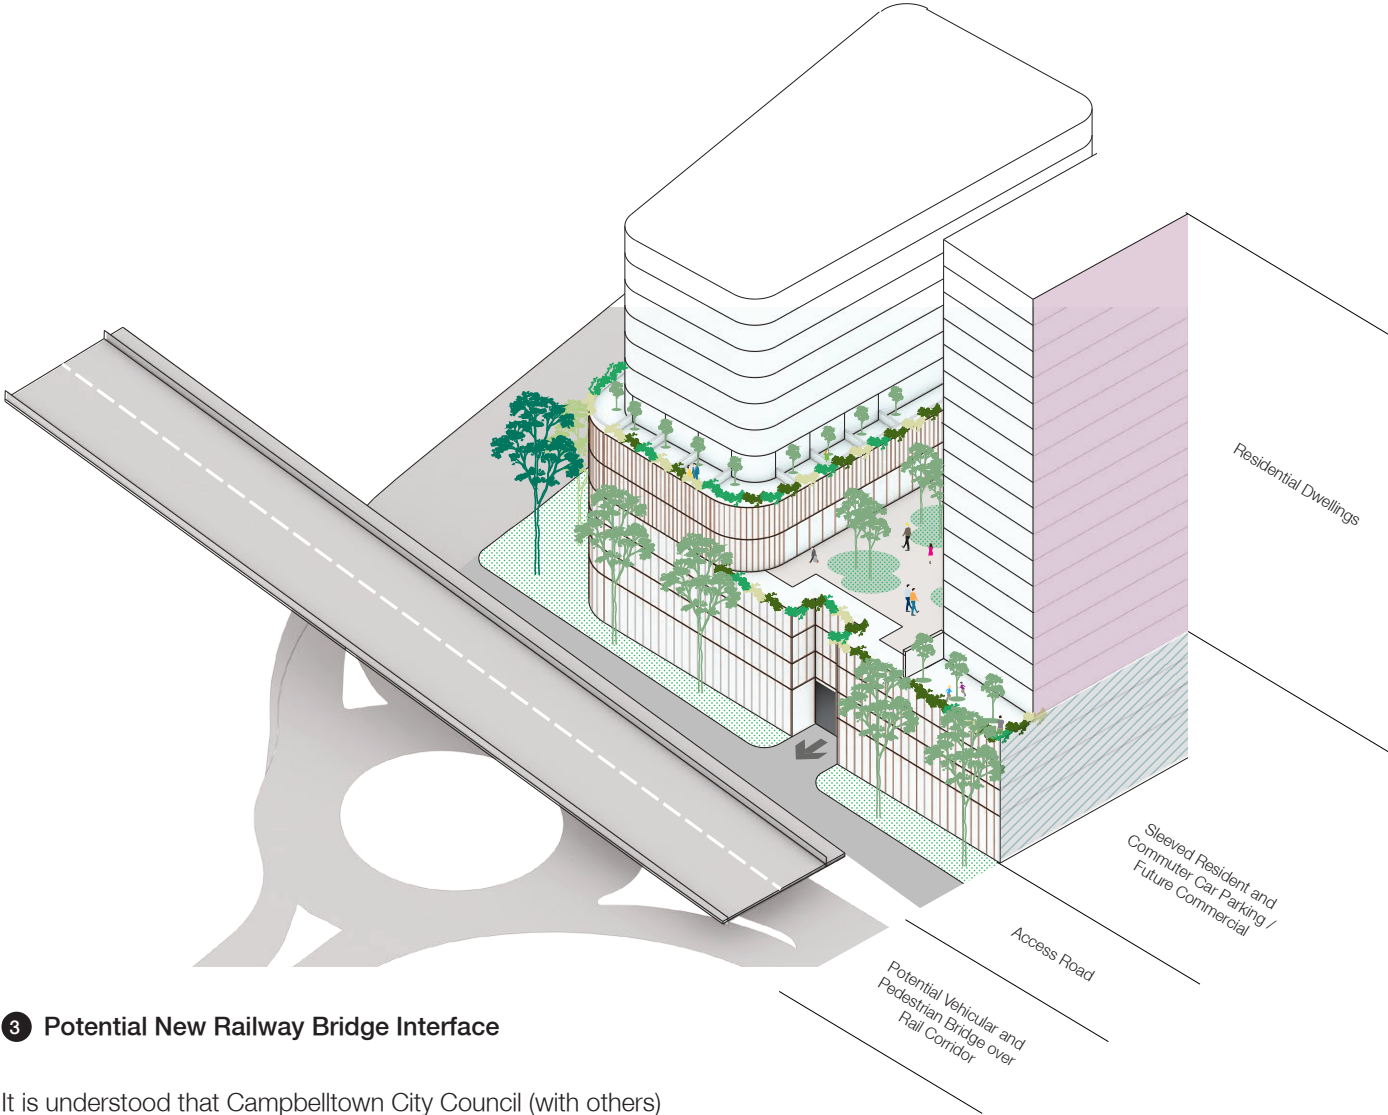 Residential Dwellings
Sleeved Resident and
Commuter Car Parking /
Future Commercial
Access Road
Potential Vehicular and
Pedestrian Bridge over
Rail Corridor
3 Potential New Railway Bridge Interface
It is understood that Campbelltown City Council (with others)